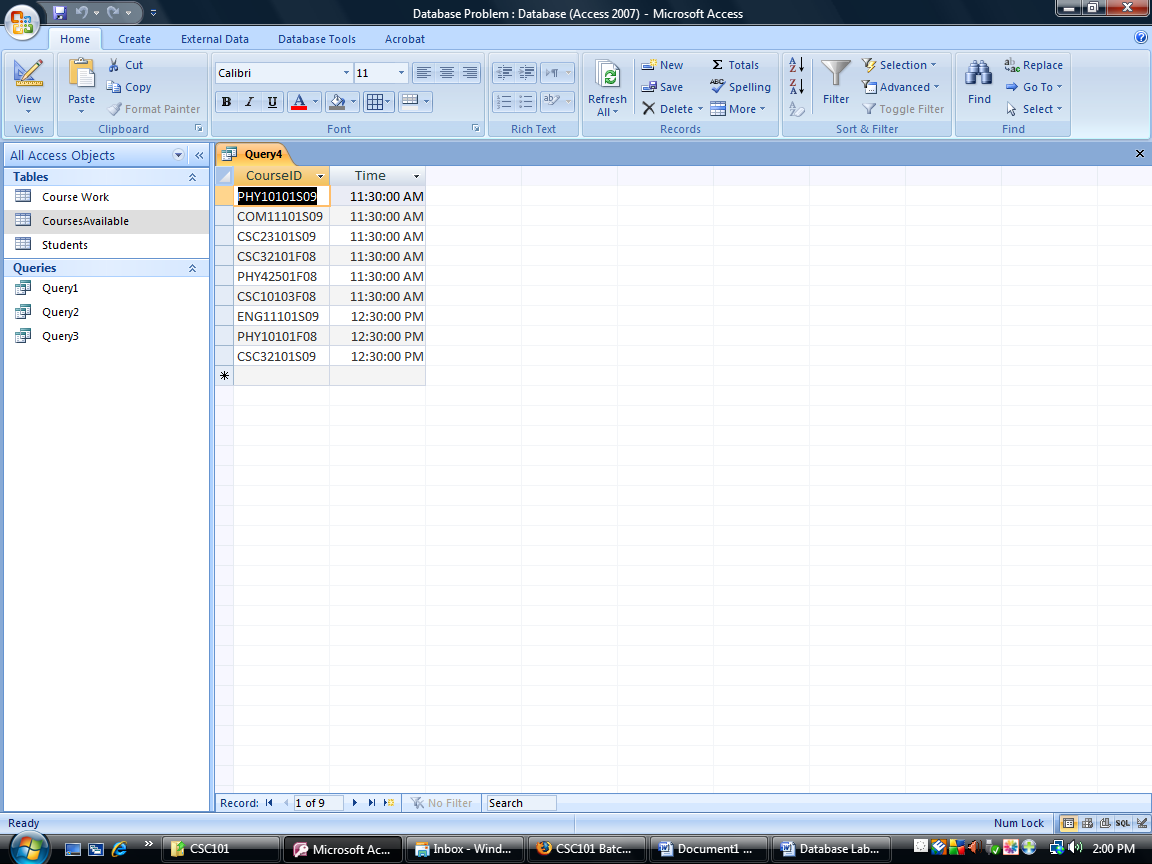 Database Problem : Database (Access 2007) - Microsoft Access
Home Create External Data Database Tools Acrobat
View
Views
Paste
Cut
Copy
Format Painter
Clipboard
Calibri 11
B I U A
Font
ab
Rich Text
Refresh All
New
Save
Delete
Σ Totals
ABC Spelling
More
Records
A Z
Z A
Filter
Selection
Advanced
Toggle Filter
Sort & Filter
Find
Replace
Go To
Select
Find
All Access Objects «
Tables
Course Work
CoursesAvailable
Students
Queries
Query1
Query2
Query3
Query4
CourseID Time
PHY10101S09 11:30:00 AM
COM11101S09 11:30:00 AM
CSC23101S09 11:30:00 AM
CSC32101F08 11:30:00 AM
PHY42501F08 11:30:00 AM
CSC10103F08 11:30:00 AM
ENG11101S09 12:30:00 PM
PHY10101F08 12:30:00 PM
CSC32101S09 12:30:00 PM
*
Record: 1 of 9 No Filter Search
Ready Num Lock SQL
» CSC101 Microsoft Ac... Inbox - Wind... CSC101 Batc... Document1 ... Database Lab... 2:00 PM